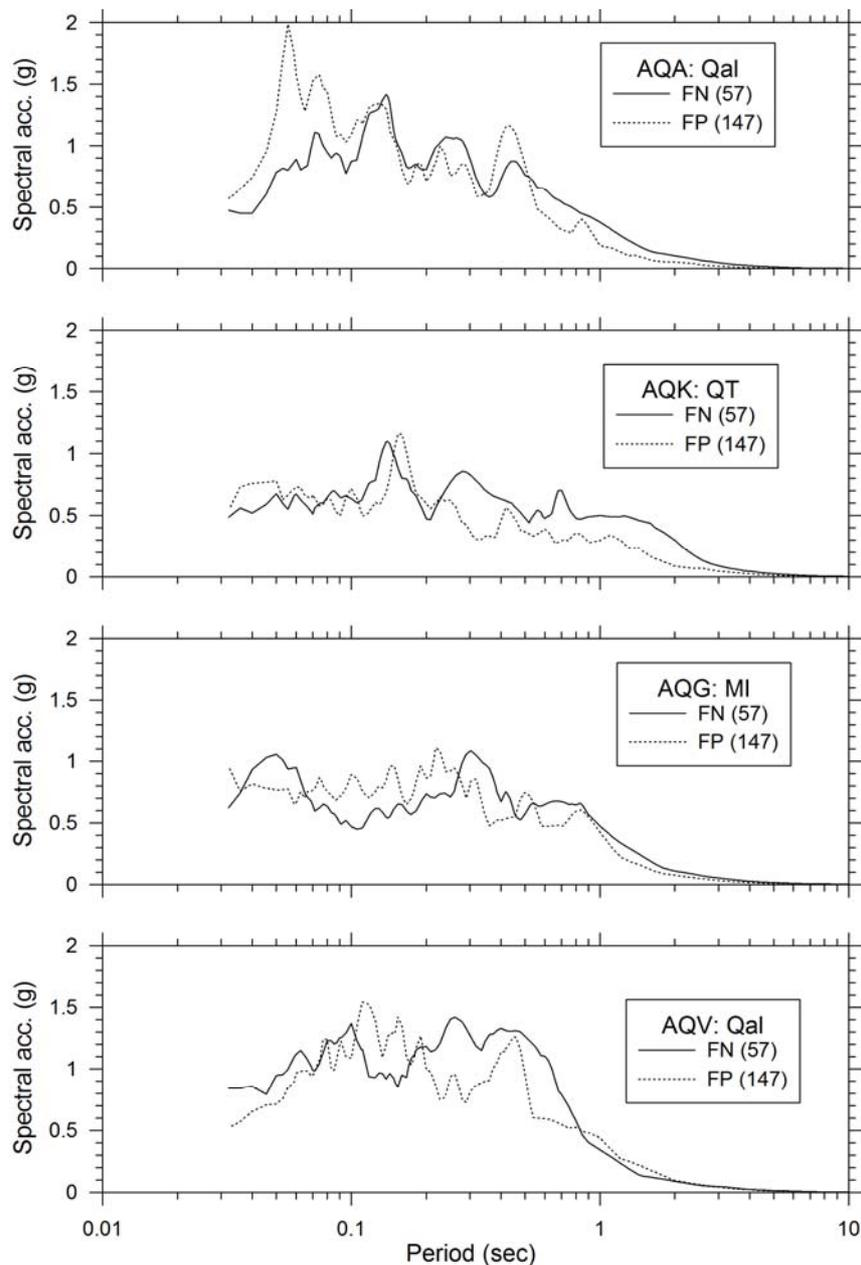 2
1.5
1
0.5
0
Spectral acc. (g)
AQA: Qal
FN (57)
FP (147)
2
1.5
1
0.5
0
Spectral acc. (g)
AQK: QT
FN (57)
FP (147)
2
1.5
1
0.5
0
Spectral acc. (g)
AQG: MI
FN (57)
FP (147)
2
1.5
1
0.5
0
Spectral acc. (g)
AQV: Qal
FN (57)
FP (147)
0.01 0.1 1 10
Period (sec)